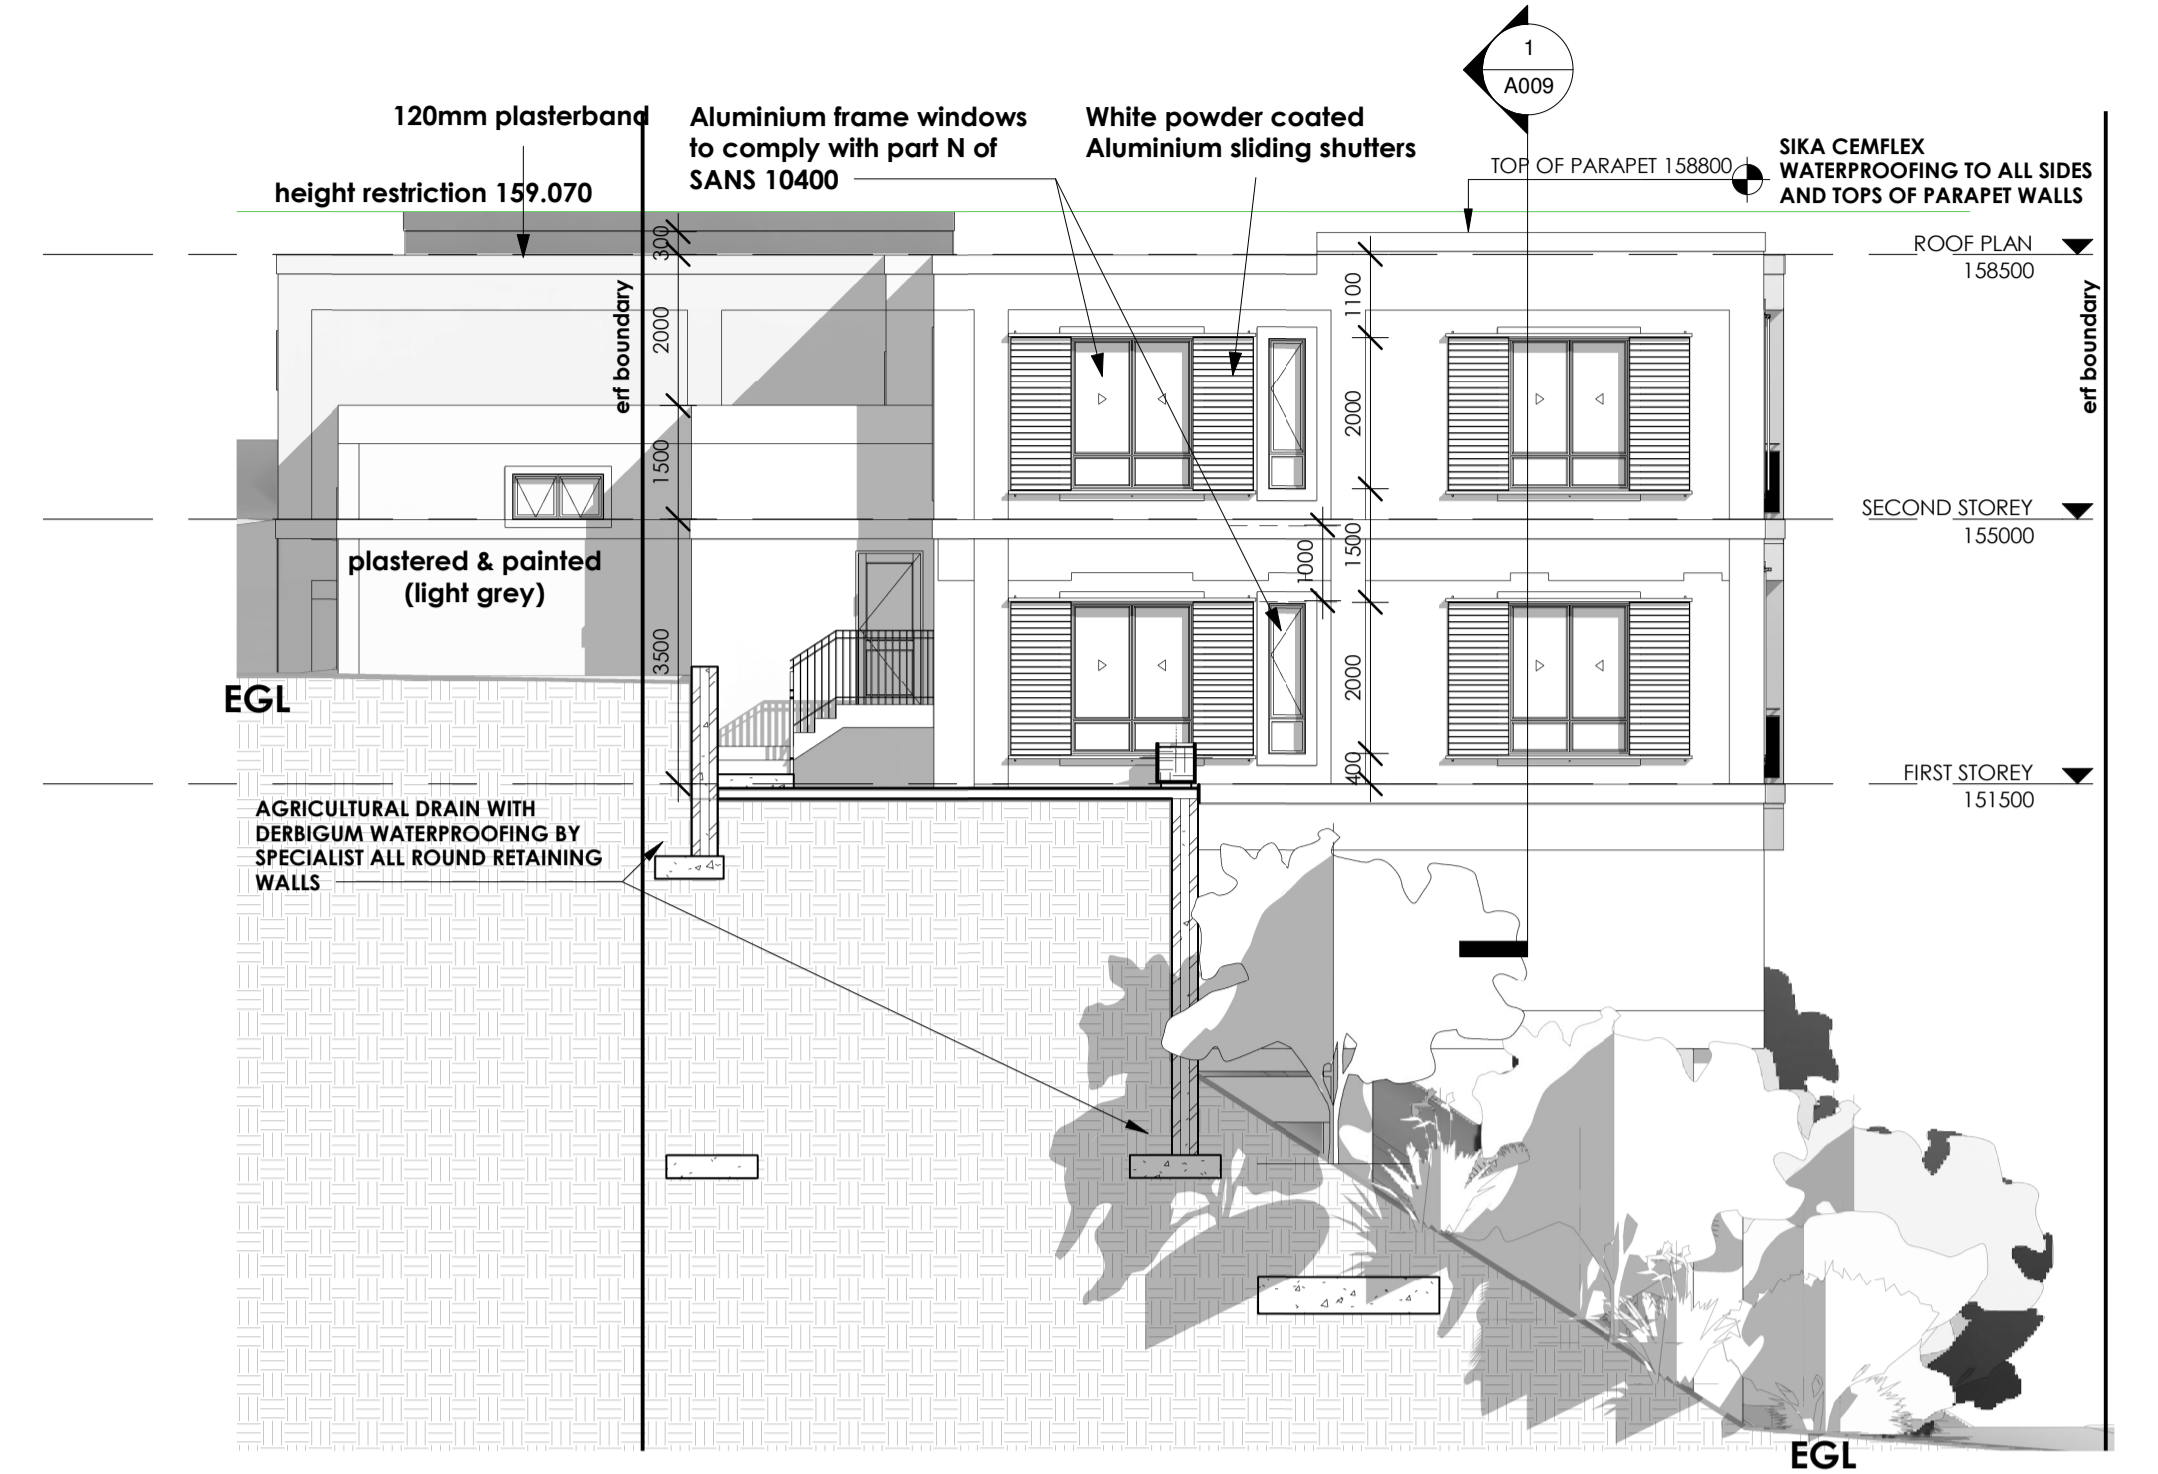 1
A009
120mm plasterband
Aluminium frame windows
to comply with part N of
SANS 10400
White powder coated
Aluminium sliding shutters
TOP OF PARAPET 158800
SIKA CEMFLEX
WATERPROOFING TO ALL SIDES
AND TOPS OF PARAPET WALLS
height restriction 159.070
ROOF PLAN
158500
erf boundary
erf boundary
300
2000
1500
3500
1100
2000
1500
1000
2000
400
SECOND STOREY
155000
plastered & painted
(light grey)
EGL
FIRST STOREY
151500
AGRICULTURAL DRAIN WITH
DERBIGUM WATERPROOFING BY
SPECIALIST ALL ROUND RETAINING
WALLS
EGL